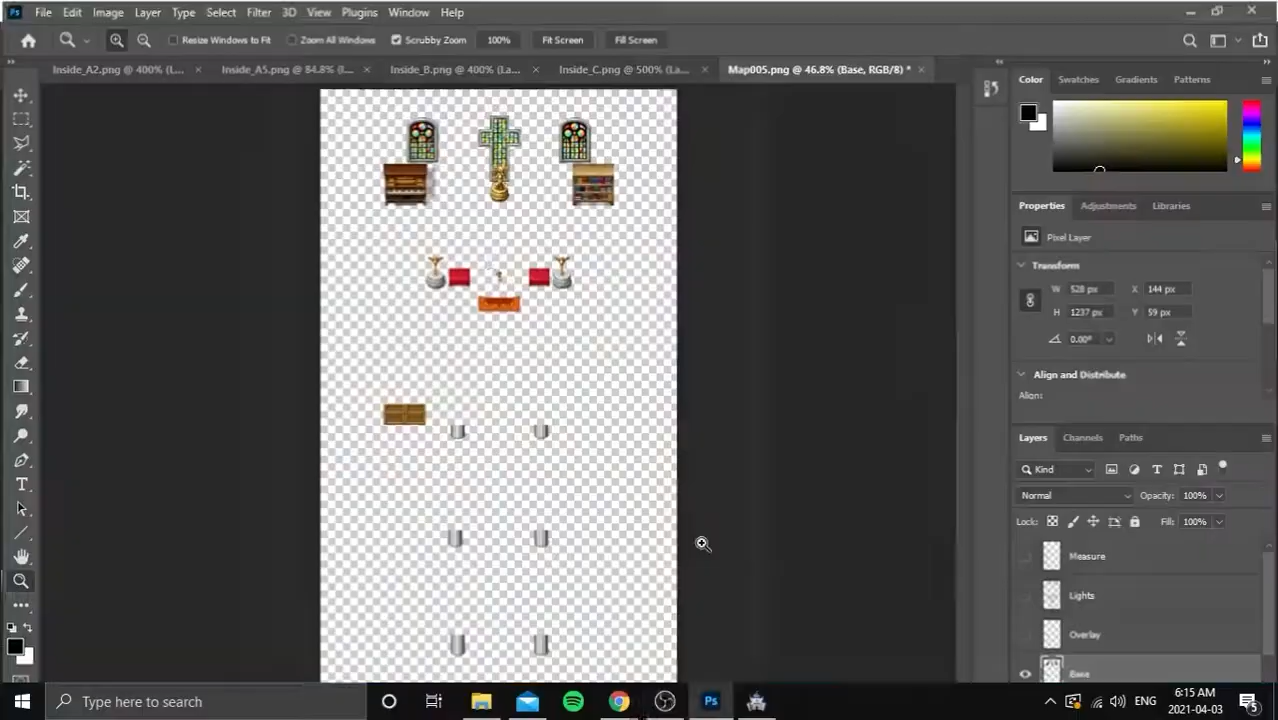 Ps File Edit Image Layer Type Select Filter 3D View Plugins Window Help
Resize Windows to Fit Zoom All Windows Scrubby Zoom 100% Fit Screen Fill Screen
Inside_A2.png @ 400% (L... × Inside_A5.png @ 84.8% (l... × Inside_B.png @ 400% (La... × Inside_C.png @ 500% (La... × Map005.png @ 46.8% (Base, RGB/8) * ×
Color Swatches Gradients Patterns
Properties Adjustments Libraries
Pixel Layer
Transform
W 528 px X 144 px
H 1237 px Y 59 px
0.00°
Align and Distribute
Align:
Layers Channels Paths
Kind
Normal Opacity: 100%
Lock: Fill: 100%
Measure
Lights
Overlay
Base
Type here to search
Ps
ENG
6:15 AM
2021-04-03
5